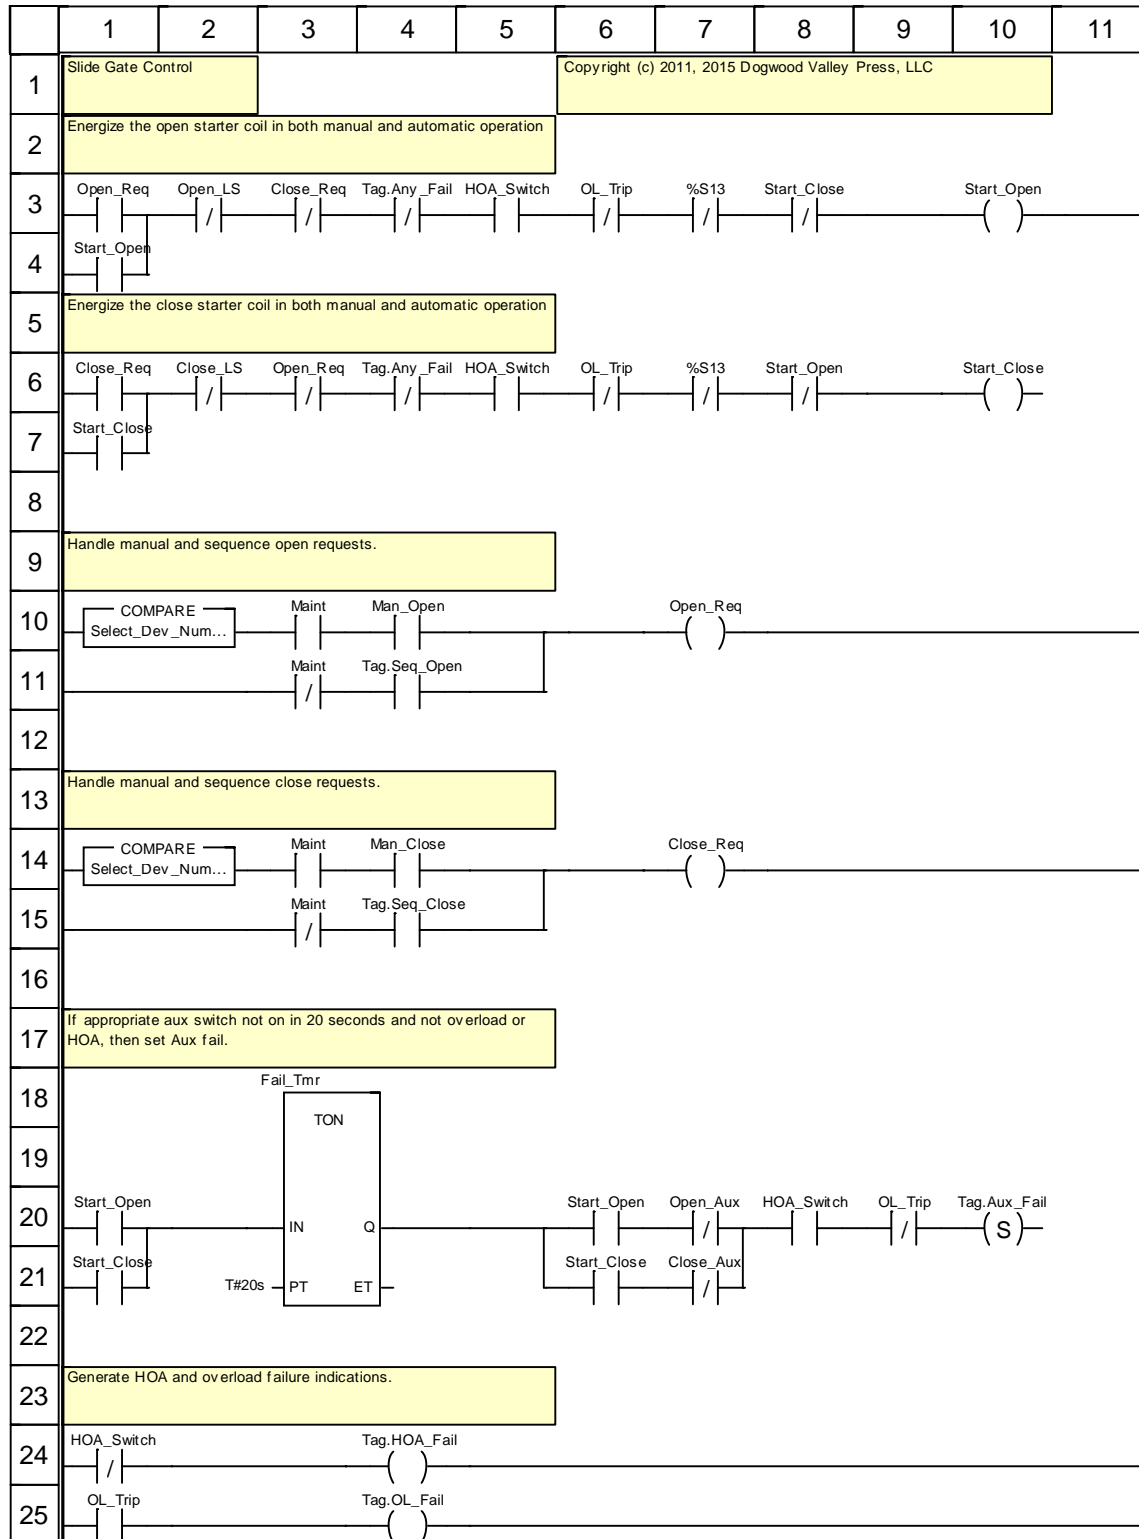 1 2 3 4 5 6 7 8 9 10 11
1 Slide Gate Control Copyright (c) 2011, 2015 Dogwood Valley Press, LLC
2 Energize the open starter coil in both manual and automatic operation
Open_Req Open_LS Close_Req Tag.Any_Fail HOA_Switch OL_Trip %S13 Start_Close Start_Open
3
Start_Open
4
5 Energize the close starter coil in both manual and automatic operation
Close_Req Close_LS Open_Req Tag.Any_Fail HOA_Switch OL_Trip %S13 Start_Open Start_Close
6
Start_Close
7
8
9 Handle manual and sequence open requests.
COMPARE Maint Man_Open Open_Req
10 Select_Dev_Num...
Maint Tag.Seq_Open
11
12
13 Handle manual and sequence close requests.
COMPARE Maint Man_Close Close_Req
14 Select_Dev_Num...
Maint Tag.Seq_Close
15
16
If appropriate aux switch not on in 20 seconds and not overload or
17 HOA, then set Aux fail.
Fail_Tmr
18
TON
19
Start_Open Start_Open Open_Aux HOA_Switch OL_Trip Tag.Aux_Fail
20 IN Q S
Start_Close Start_Close Close_Aux
21 T#20s PT ET
22
23 Generate HOA and overload failure indications.
HOA_Switch Tag.HOA_Fail
24
OL_Trip Tag.OL_Fail
25